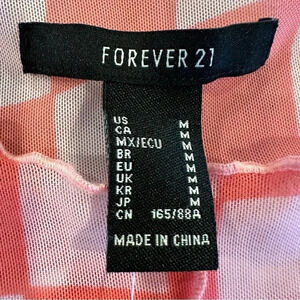 FOREVER 21
US M
CA M
MX/ECU M
BR M
EU M
UK M
KR M
JP M
CN 165/88A
MADE IN CHINA